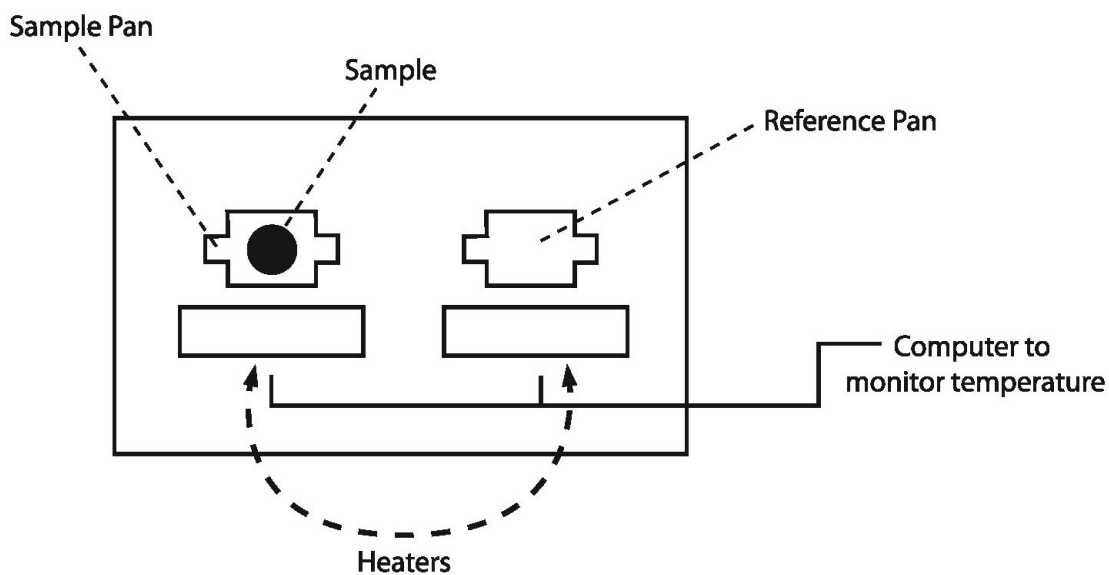 Sample Pan
Sample
Reference Pan
Computer to
monitor temperature
Heaters